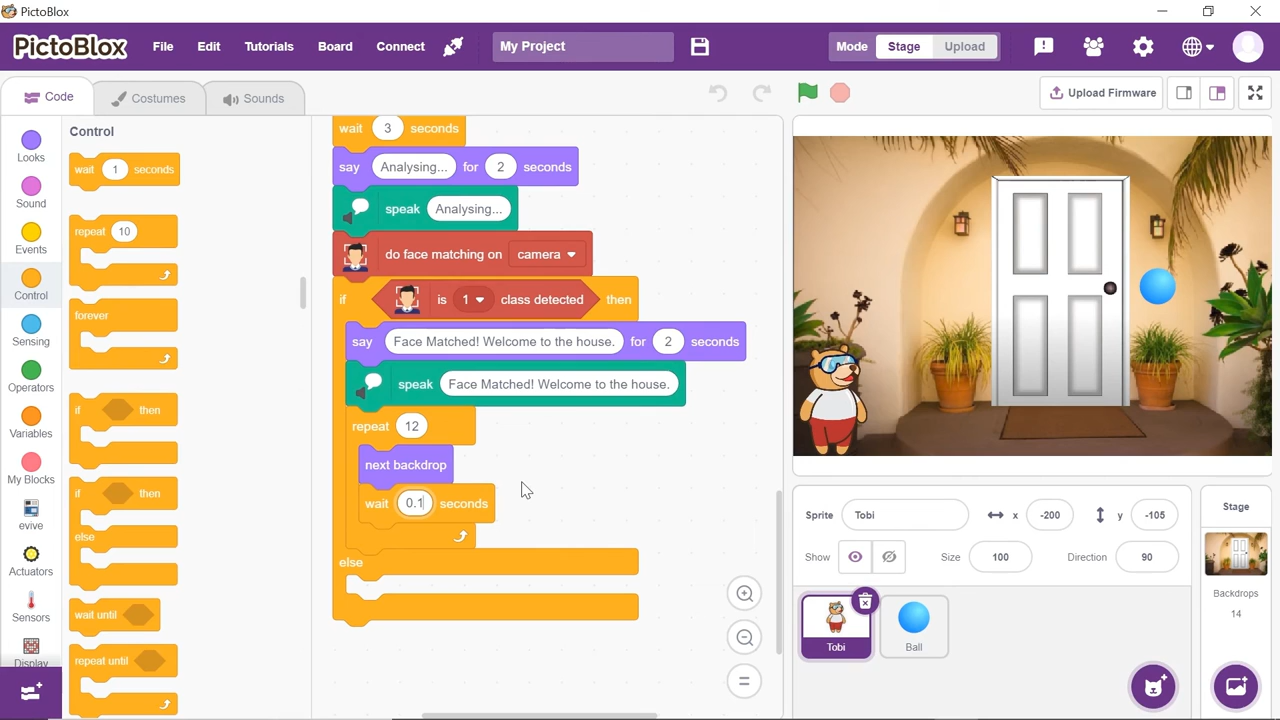 PictoBlox
PictoBlox File Edit Tutorials Board Connect My Project Mode Stage Upload
Code Costumes Sounds Upload Firmware
Looks
Sound
Events
Control
Sensing
Operators
Variables
My Blocks
evive
Actuators
Sensors
Display
Control
wait 1 seconds
repeat 10
forever
if then
if then
else
wait until
repeat until
wait 3 seconds
say Analysing... for 2 seconds
speak Analysing...
do face matching on camera
if is 1 class detected then
say Face Matched! Welcome to the house. for 2 seconds
speak Face Matched! Welcome to the house.
repeat 12
next backdrop
wait 0.1 seconds
else
Sprite Tobi x -200 y -105
Show Size 100 Direction 90
Tobi
Ball
Stage
Backdrops
14